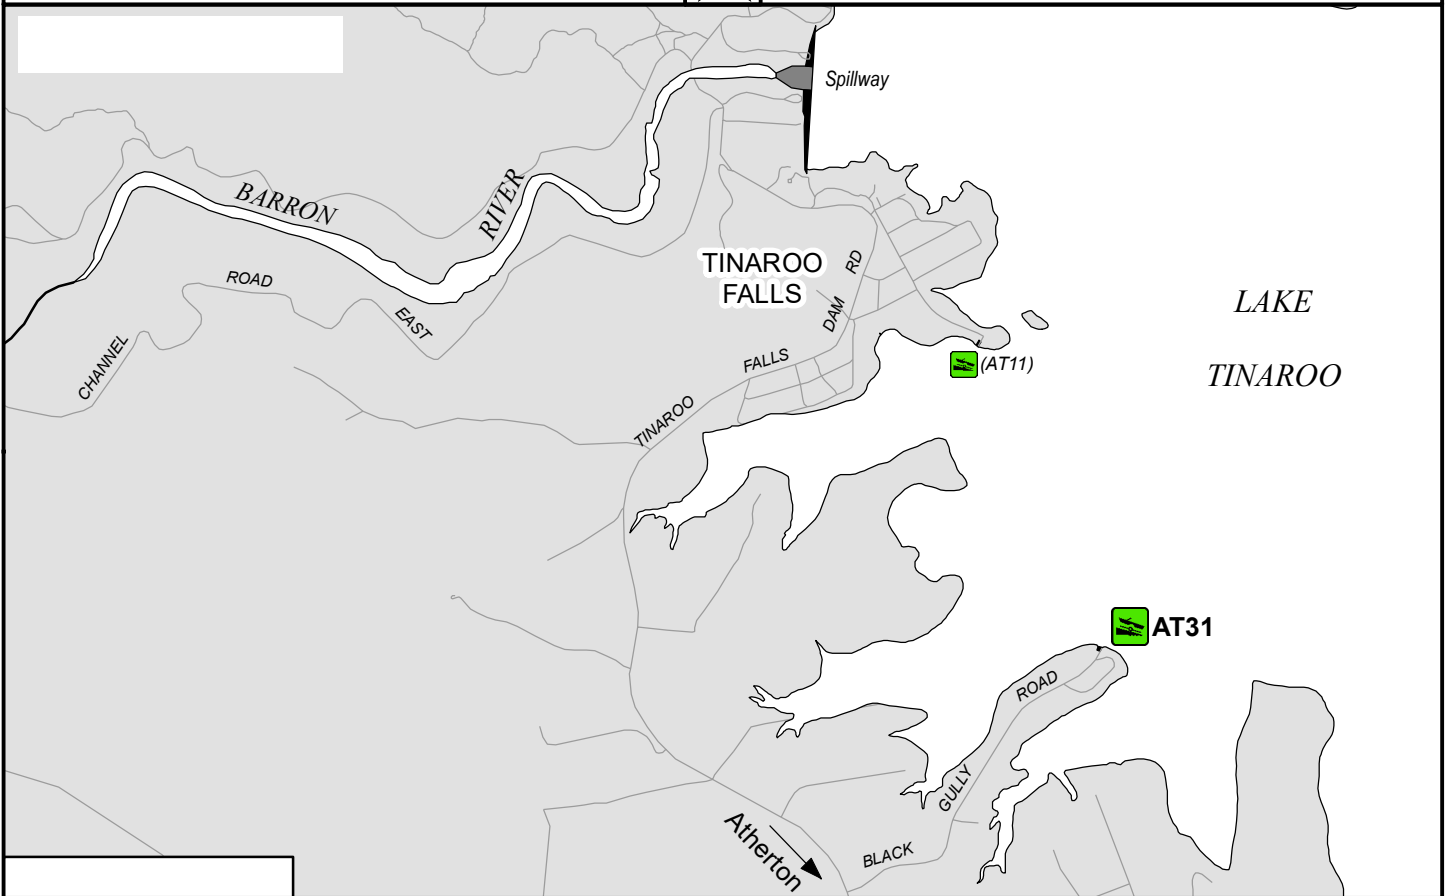 Spillway
BARRON
RIVER
ROAD
EAST
CHANNEL
TINAROO
FALLS
RD
DAM
FALLS
TINAROO
(AT11)
LAKE
TINAROO
AT31
ROAD
GULLY
BLACK
Atherton